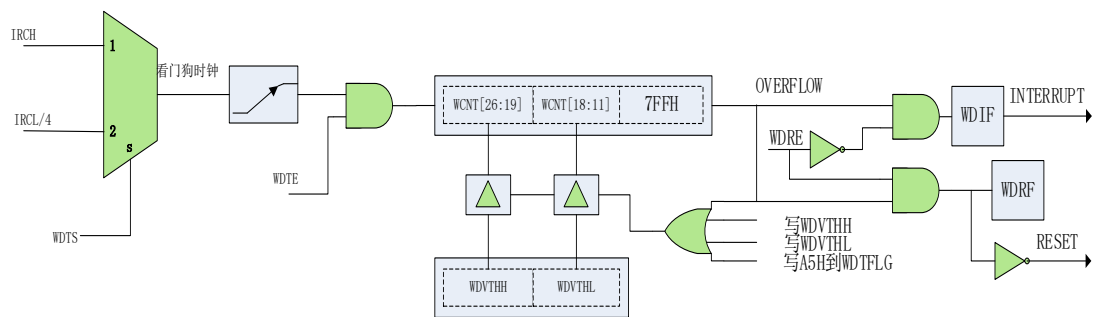 IRCH
1
看门狗时钟
IRCL/4
2
s
WDTS
WDTE
WCNT[26:19]
WCNT[18:11]
7FFH
OVERFLOW
WDRE
WDIF
INTERRUPT
WDRF
RESET
写WDVTHH
写WDVTHL
写A5H到WDTFLG
WDVTHH
WDVTHL